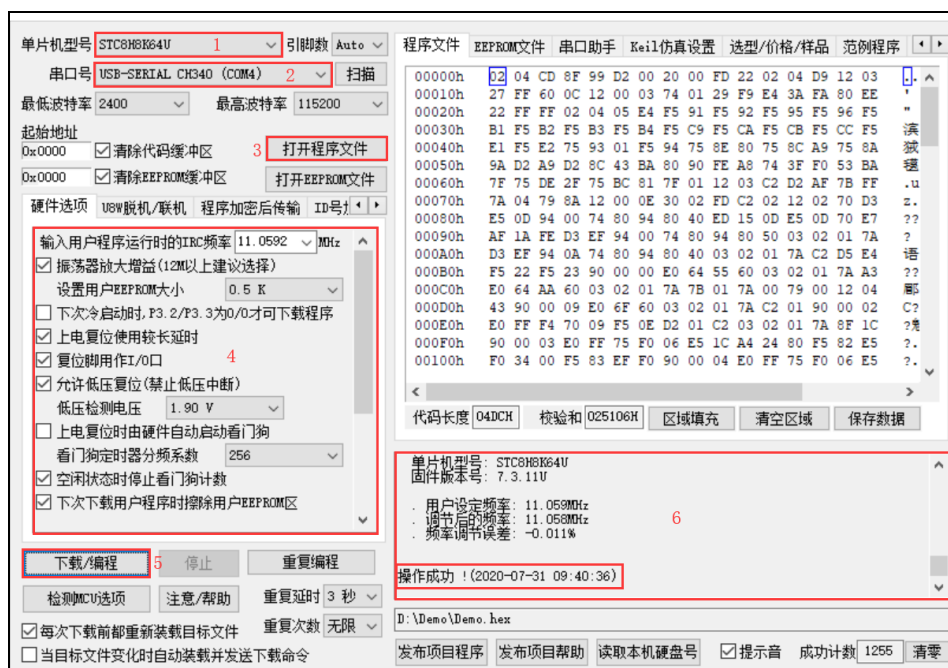 单片机型号 STC8H8K64U 1 引脚数 Auto
串口号 USB-SERIAL CH340 (COM4) 2 扫描
最低波特率 2400 最高波特率 115200
起始地址
0x0000 清除代码缓冲区 3 打开程序文件
0x0000 清除EEPROM缓冲区 打开EEPROM文件
硬件选项 U8W脱机/联机 程序加密后传输 ID号
输入用户程序运行时的IRC频率 11.0592 MHz
振荡器放大增益(12M以上建议选择)
设置用户EEPROM大小 0.5 K
下次冷启动时,P3.2/P3.3为0/0才可下载程序
上电复位使用较长延时
复位脚用作I/O口 4
允许低压复位(禁止低压中断)
低压检测电压 1.90 V
上电复位时由硬件自动启动看门狗
看门狗定时器分频系数 256
空闲状态时停止看门狗计数
下次下载用户程序时擦除用户EEPROM区
下载/编程 5 停止 重复编程
检测MCU选项 注意/帮助 重复延时 3 秒
每次下载前都重新装载目标文件 重复次数 无限
当目标文件变化时自动装载并发送下载命令
程序文件 EEPROM文件 串口助手 Keil仿真设置 选型/价格/样品 范例程序
00000h 02 04 CD 8F 99 D2 00 20 00 FD 22 02 04 D9 12 03 ..
00010h 27 FF 60 0C 12 00 03 74 01 29 F9 E4 3A FA 80 EE '
00020h 22 FF FF 02 04 05 E4 F5 91 F5 92 F5 95 F5 96 F5 "
00030h B1 F5 B2 F5 B3 F5 B4 F5 C9 F5 CA F5 CB F5 CC F5 滨
00040h E1 F5 E2 75 93 01 F5 94 75 8E 80 75 8C A9 75 8A
00050h 9A D2 A9 D2 8C 43 BA 80 90 FE A8 74 3F F0 53 BA
00060h 7F 75 DE 2F 75 BC 81 7F 01 12 03 C2 D2 AF 7B FF .u
00070h 7A 04 79 8A 12 00 0E 30 02 FD C2 02 12 02 70 D3 z.
00080h E5 0D 94 00 74 80 94 80 40 ED 15 0D E5 0D 70 E7 ??
00090h AF 1A FE D3 EF 94 00 74 80 94 80 50 03 02 01 7A ?
000A0h D3 EF 94 0A 74 80 94 80 40 03 02 01 7A C2 D5 E4 语
000B0h F5 22 F5 23 90 00 00 E0 64 55 60 03 02 01 7A A3 ??
000C0h E0 64 AA 60 03 02 01 7A 7B 01 7A 00 79 00 12 04 郿
000D0h 43 90 00 09 E0 6F 60 03 02 01 7A C2 01 90 00 02 C?
000E0h E0 FF F4 70 09 F5 0E D2 01 C2 03 02 01 7A 8F 1C
000F0h 90 00 03 E0 FF 75 F0 06 E5 1C A4 24 80 F5 82 E5 ?.
00100h F0 34 00 F5 83 EF F0 90 00 04 E0 FF 75 F0 06 E5
代码长度 04DCH 校验和 025106H 区域填充 清空区域 保存数据
单片机型号: STC8H8K64U
固件版本号: 7.3.11U
. 用户设定频率: 11.059MHz
. 调节后的频率: 11.058MHz
. 频率调节误差: -0.011%
6
操作成功 !(2020-07-31 09:40:36)
D:\Demo\Demo.hex
发布项目程序 发布项目帮助 读取本机硬盘号 提示音 成功计数 1255 清零